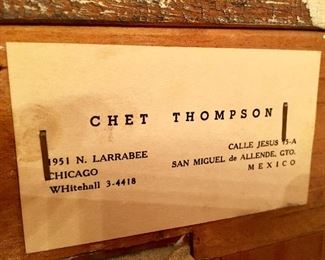 CHET THOMPSON
1951 N. LARRABEE
CHICAGO
WHitehall 3-4418
CALLE JESUS
SAN MIGUEL de ALLENDE, GTO.
MEXICO